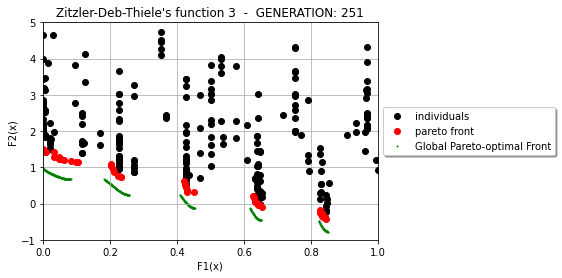 Zitzler-Deb-Thiele's function 3 - GENERATION: 251
5
4
3
2
1
0
−1
F2(x)
0.0 0.2 0.4 0.6 0.8 1.0
F1(x)
individuals
pareto front
Global Pareto-optimal Front